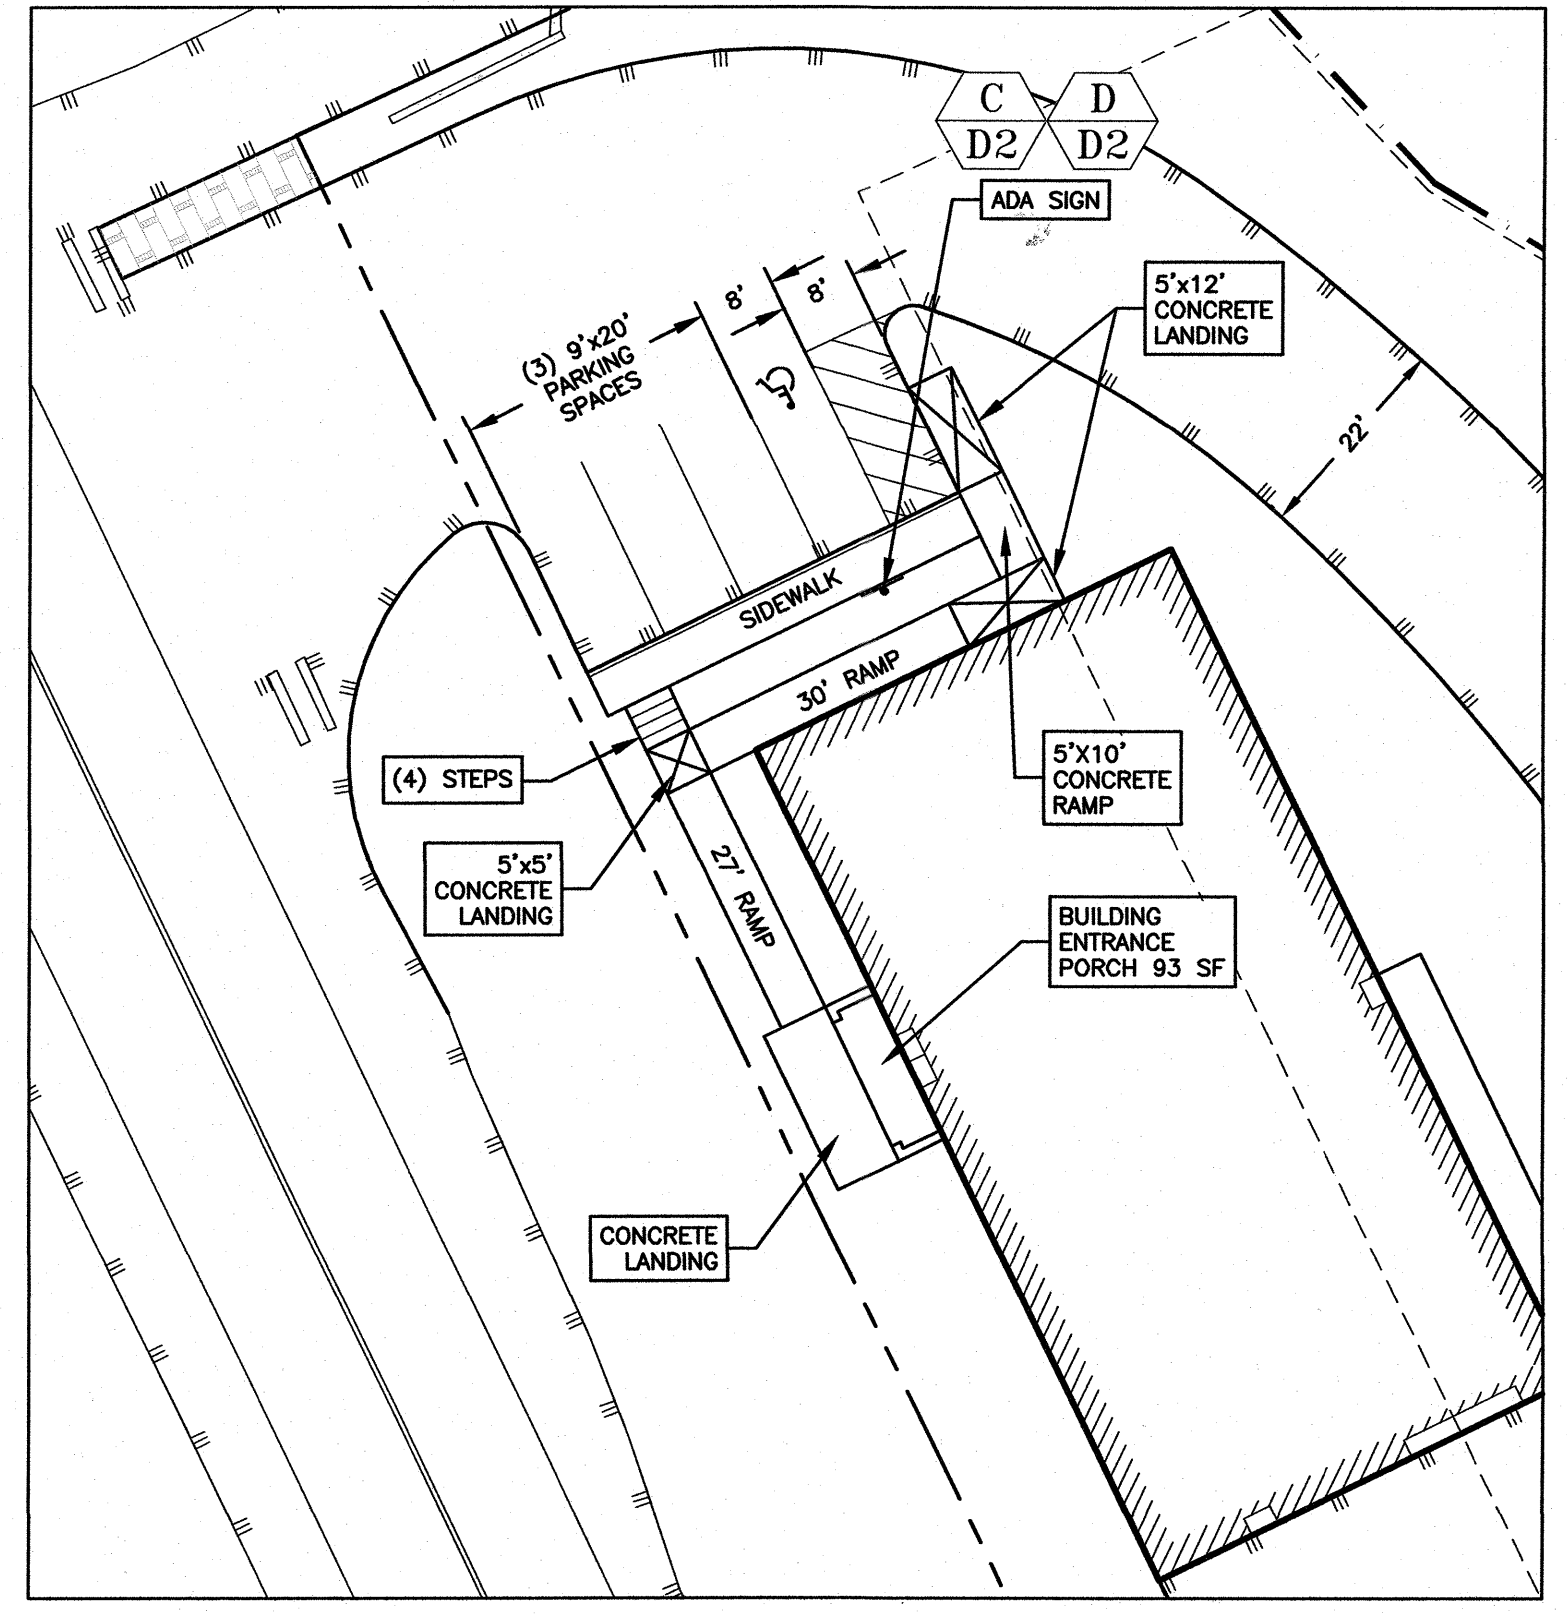 C
D
D2
D2
ADA SIGN
5'x12'
CONCRETE
LANDING
8'
8'
(3) 9'x20'
PARKING
SPACES
22'
SIDEWALK
30' RAMP
(4) STEPS
5'X10'
CONCRETE
RAMP
5'x5'
CONCRETE
LANDING
27' RAMP
BUILDING
ENTRANCE
PORCH 93 SF
CONCRETE
LANDING